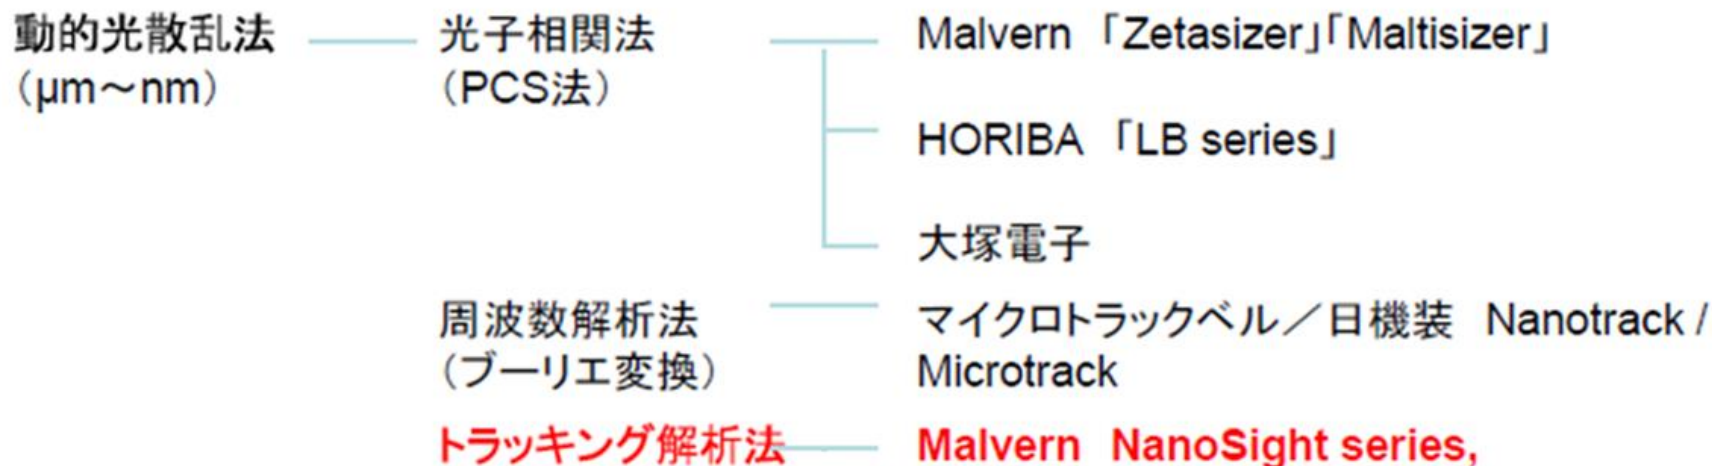 動的光散乱法
（μm～nm）
光子相関法
（PCS法）
Malvern 「Zetasizer」「Maltisizer」
HORIBA 「LB series」
大塚電子
周波数解析法
（ブーリエ変換）
マイクロトラックベル／日機装 Nanotrack /
Microtrack
トラッキング解析法
Malvern NanoSight series,